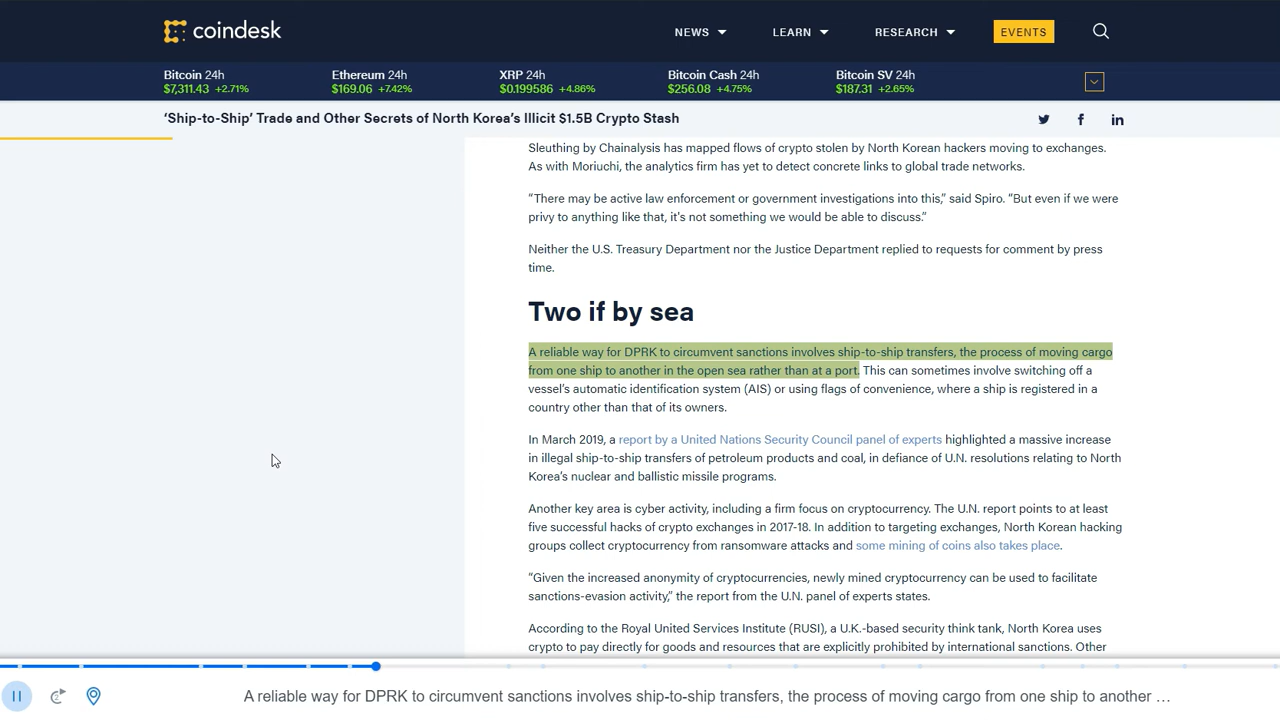 coindesk
NEWS
LEARN
RESEARCH
EVENTS
Bitcoin 24h
$7,311.43 +2.71%
Ethereum 24h
$169.06 +7.42%
XRP 24h
$0.199586 +4.86%
Bitcoin Cash 24h
$256.08 +4.75%
Bitcoin SV 24h
$187.31 +2.65%
‘Ship-to-Ship’ Trade and Other Secrets of North Korea’s Illicit $1.5B Crypto Stash
Sleuthing by Chainalysis has mapped flows of crypto stolen by North Korean hackers moving to exchanges.
As with Moriuchi, the analytics firm has yet to detect concrete links to global trade networks.
“There may be active law enforcement or government investigations into this,” said Spiro. “But even if we were
privy to anything like that, it's not something we would be able to discuss.”
Neither the U.S. Treasury Department nor the Justice Department replied to requests for comment by press
time.
Two if by sea
A reliable way for DPRK to circumvent sanctions involves ship-to-ship transfers, the process of moving cargo
from one ship to another in the open sea rather than at a port. This can sometimes involve switching off a
vessel’s automatic identification system (AIS) or using flags of convenience, where a ship is registered in a
country other than that of its owners.
In March 2019, a report by a United Nations Security Council panel of experts highlighted a massive increase
in illegal ship-to-ship transfers of petroleum products and coal, in defiance of U.N. resolutions relating to North
Korea’s nuclear and ballistic missile programs.
Another key area is cyber activity, including a firm focus on cryptocurrency. The U.N. report points to at least
five successful hacks of crypto exchanges in 2017-18. In addition to targeting exchanges, North Korean hacking
groups collect cryptocurrency from ransomware attacks and some mining of coins also takes place.
“Given the increased anonymity of cryptocurrencies, newly mined cryptocurrency can be used to facilitate
sanctions-evasion activity,” the report from the U.N. panel of experts states.
According to the Royal United Services Institute (RUSI), a U.K.-based security think tank, North Korea uses
crypto to pay directly for goods and resources that are explicitly prohibited by international sanctions. Other
A reliable way for DPRK to circumvent sanctions involves ship-to-ship transfers, the process of moving cargo from one ship to another ...